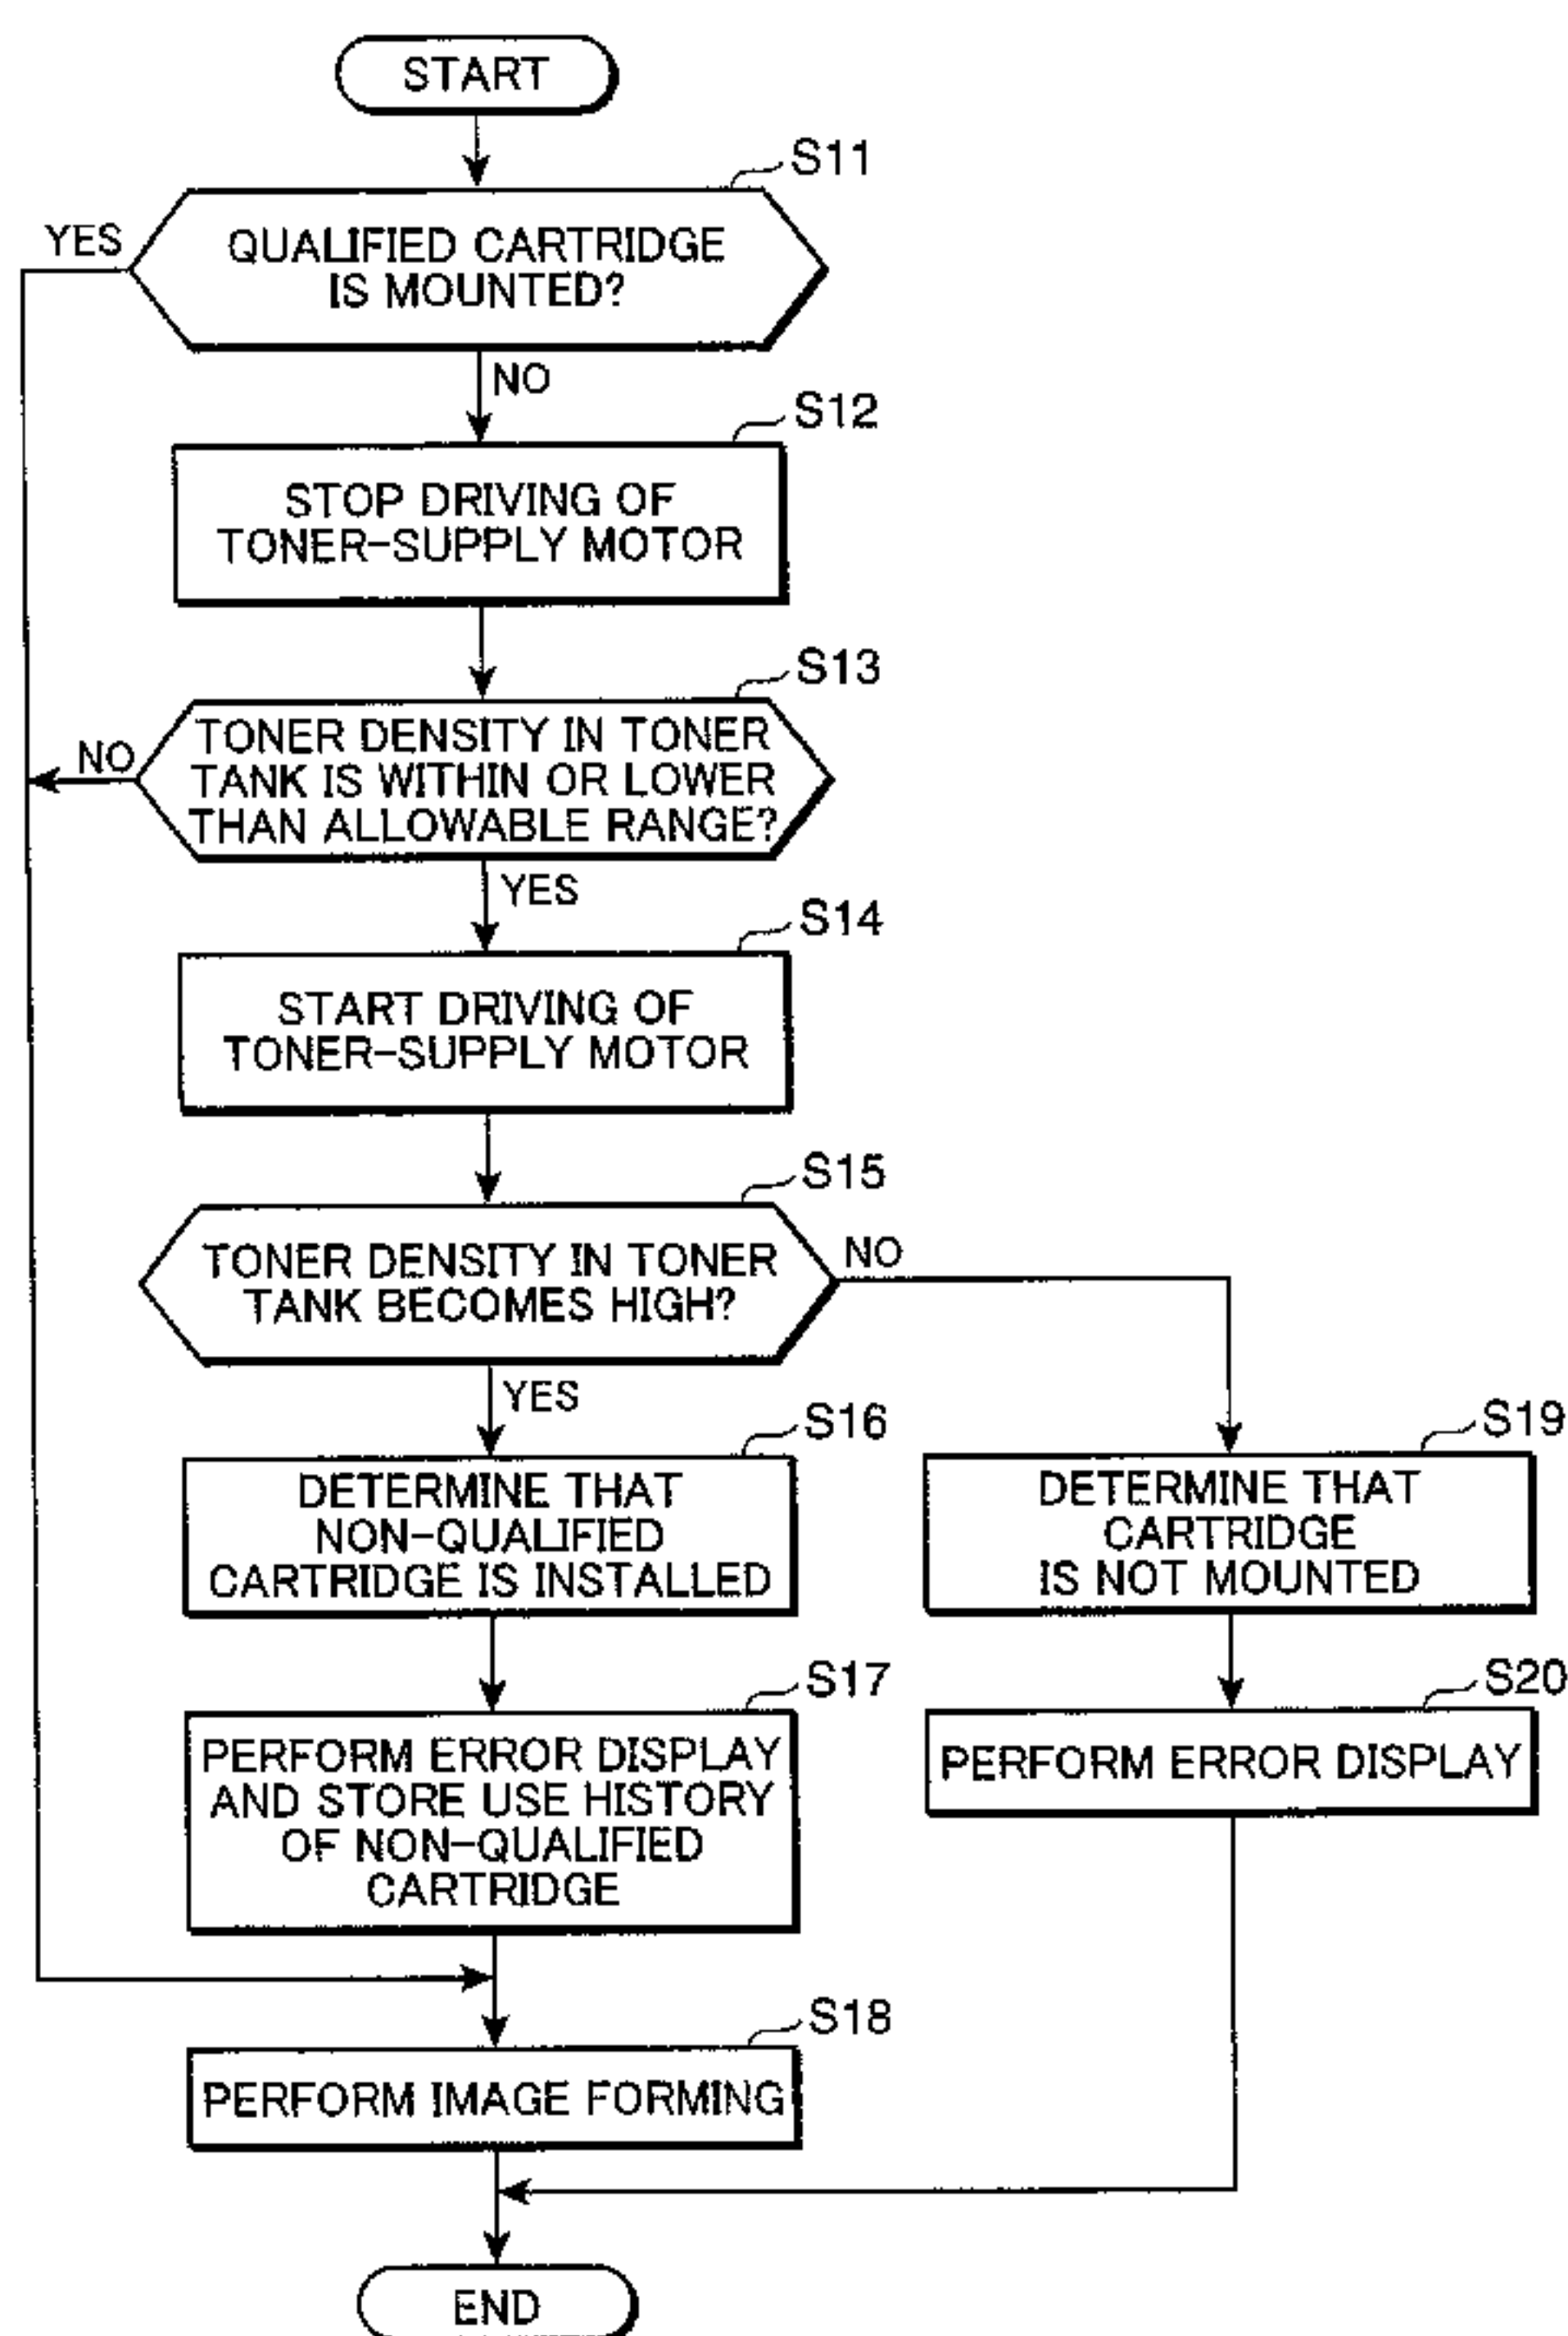 START
S11
YES
QUALIFIED CARTRIDGE
IS MOUNTED?
NO
S12
STOP DRIVING OF
TONER-SUPPLY MOTOR
S13
NO
TONER DENSITY IN TONER
TANK IS WITHIN OR LOWER
THAN ALLOWABLE RANGE?
YES
S14
START DRIVING OF
TONER-SUPPLY MOTOR
S15
TONER DENSITY IN TONER
TANK BECOMES HIGH?
NO
YES
S16
DETERMINE THAT
NON-QUALIFIED
CARTRIDGE IS INSTALLED
S19
DETERMINE THAT
CARTRIDGE
IS NOT MOUNTED
S17
PERFORM ERROR DISPLAY
AND STORE USE HISTORY
OF NON-QUALIFIED
CARTRIDGE
S20
PERFORM ERROR DISPLAY
S18
PERFORM IMAGE FORMING
END